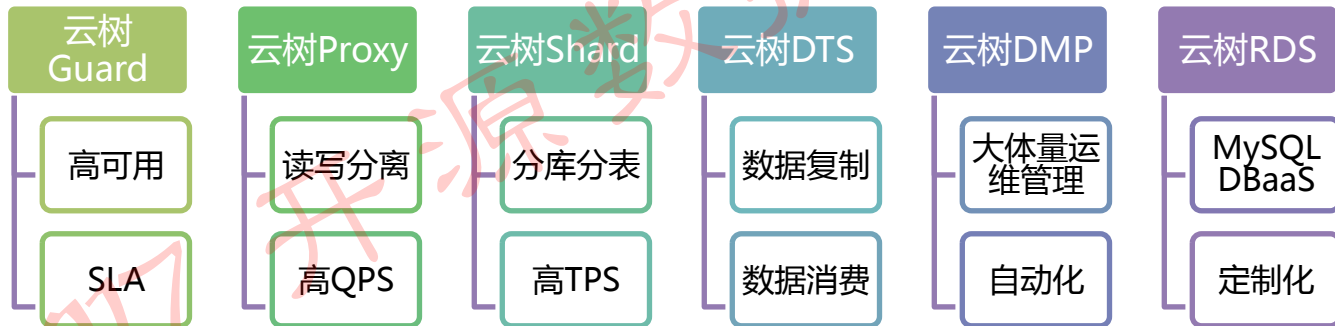 云树
Guard
高可用
SLA
云树Proxy
读写分离
高QPS
云树Shard
分库分表
高TPS
云树DTS
数据复制
数据消费
云树DMP
大体量运
维管理
自动化
云树RDS
MySQL
DBaaS
定制化
开源数